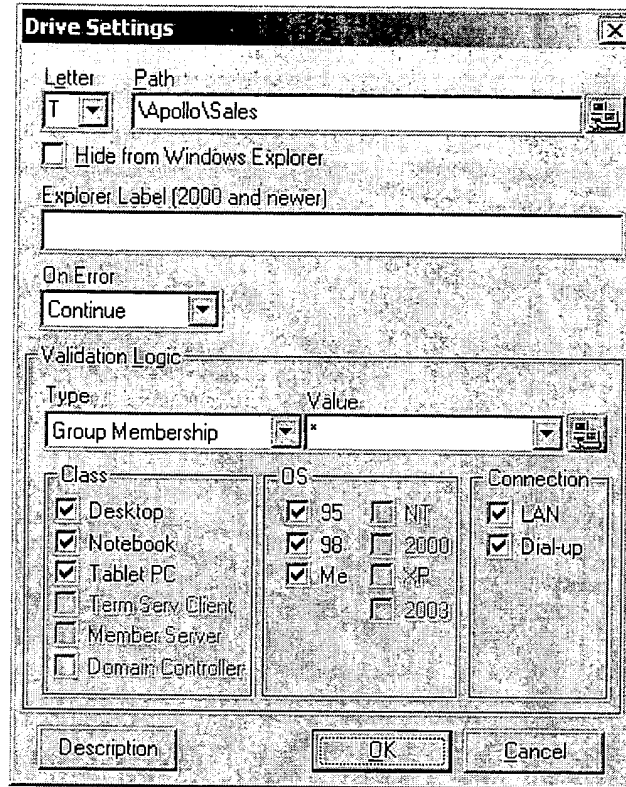 Drive Settings
Letter Path
T \Apollo\Sales
Hide from Windows Explorer
Explorer Label (2000 and newer)
On Error
Continue
Validation Logic
Type Value
Group Membership *
Class OS Connection
Desktop 95 NT LAN
Notebook 98 2000 Dial-up
Tablet PC Me XP
Term Serv Client 2003
Member Server
Domain Controller
Description OK Cancel